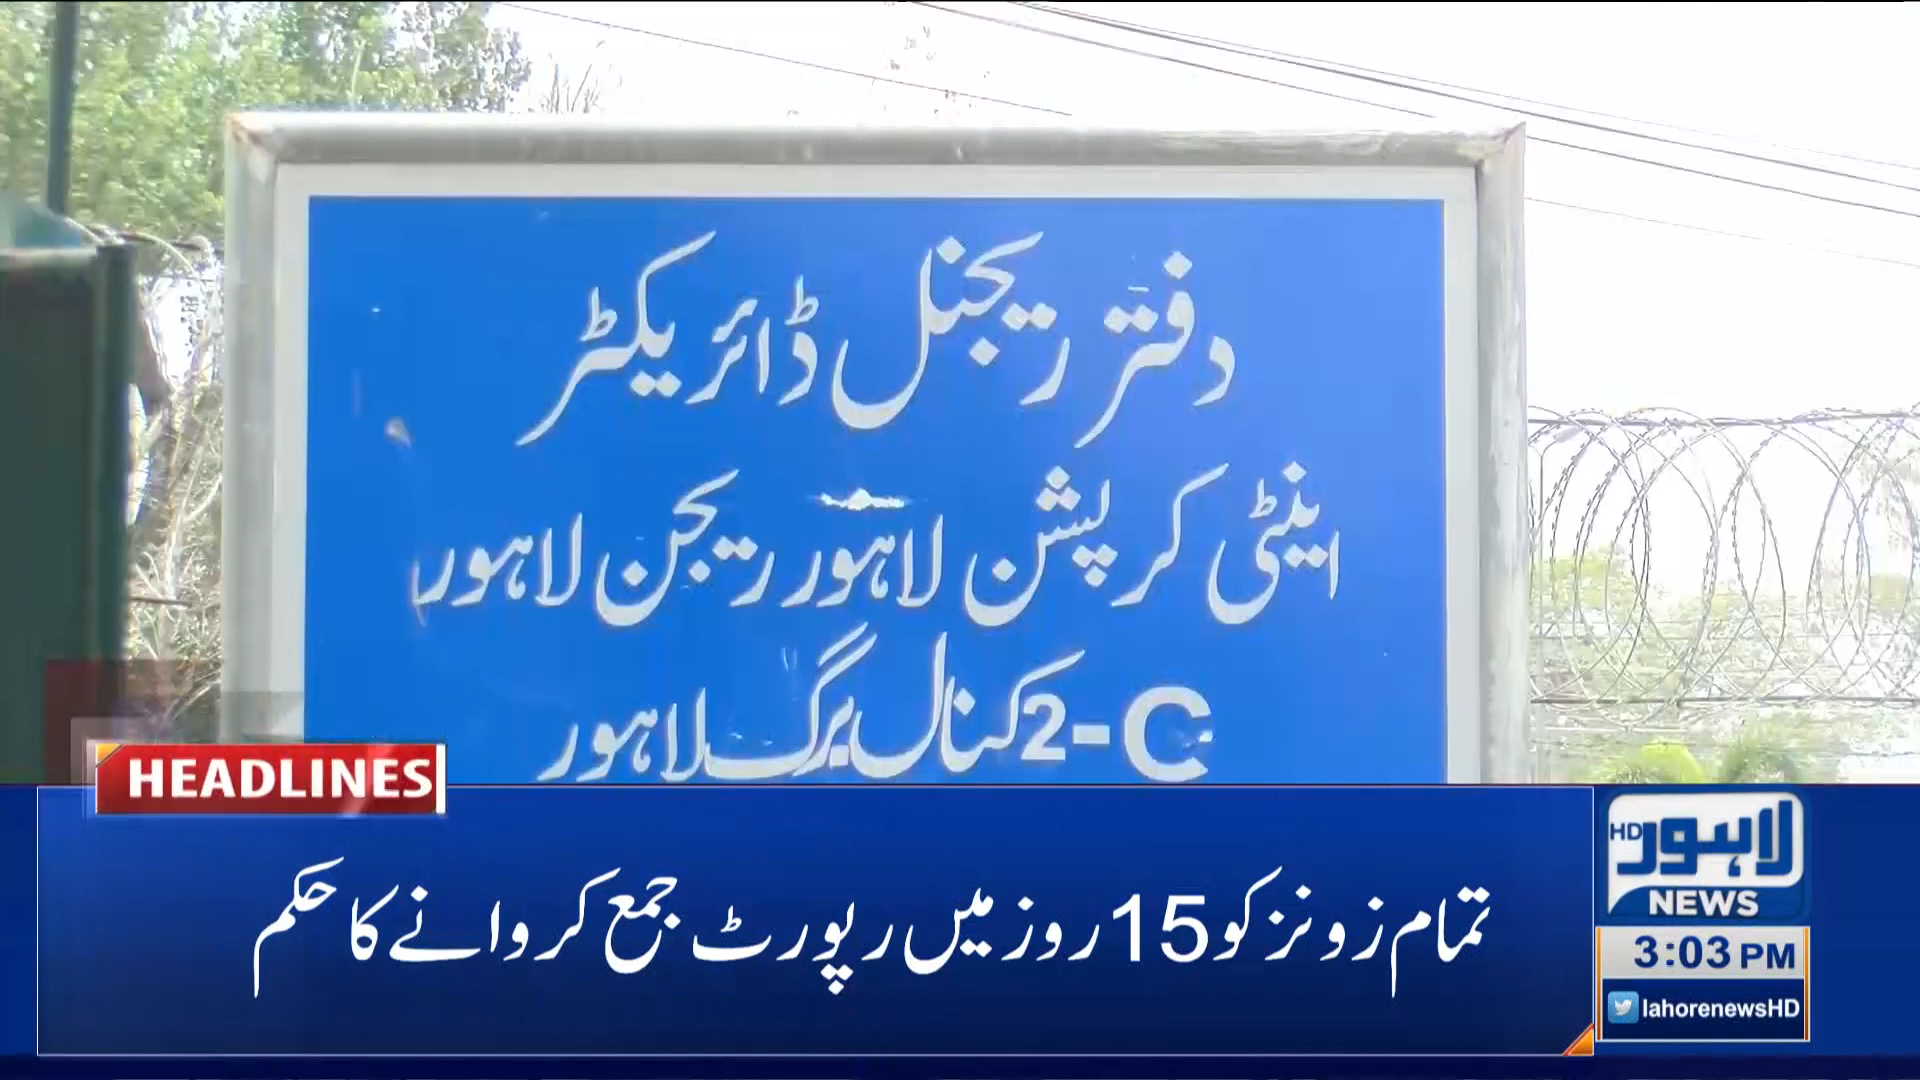 دفتر ریجنل ڈائریکٹر
اینٹی کرپشن لاہور ریجن لاہور
2-C کنال برگ لاہور
HEADLINES
تمام زونز کو 15 روز میں رپورٹ جمع کروانے کا حکم
لاہور HD
NEWS
3:03 PM
lahorenewsHD